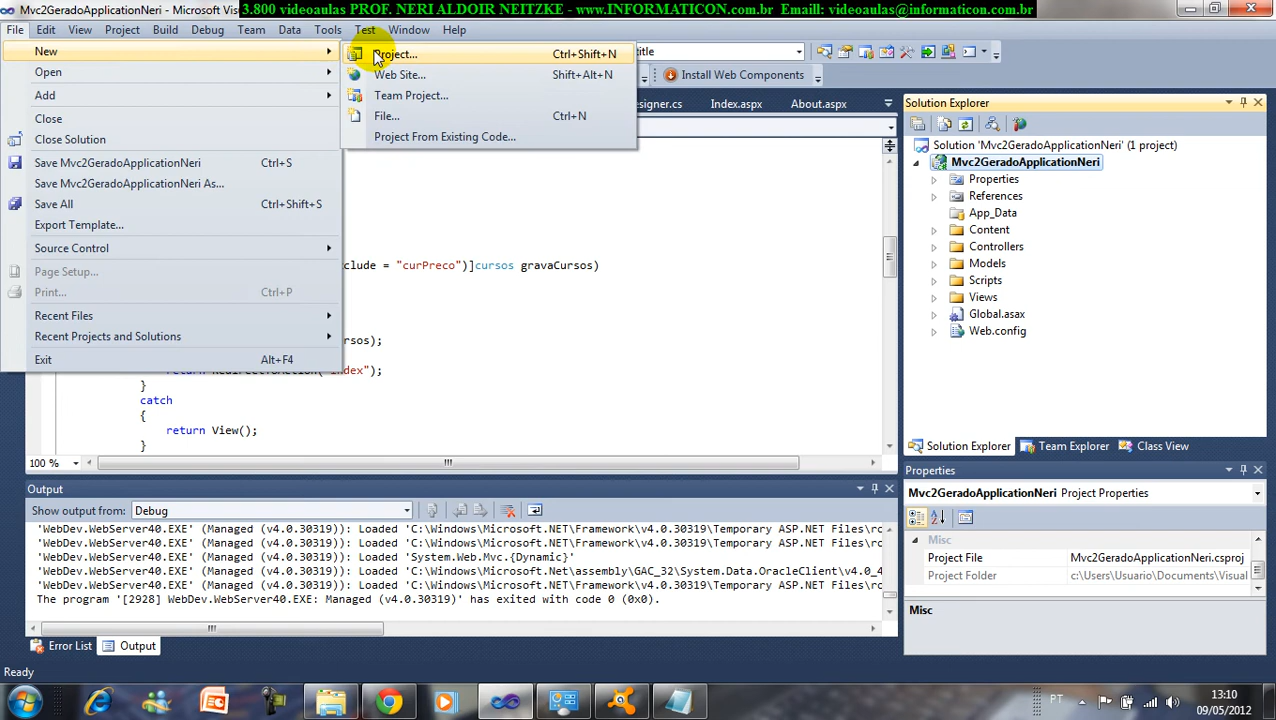 Mvc2GeradoApplicationNeri - Microsoft Vis
3.800 videoaulas PROF. NERI ALDOIR NEITZKE - www.INFORMATICON.com.br Emaill: videoaulas@informaticon.com.br
File Edit View Project Build Debug Team Data Tools Test Window Help
New
Open
Add
Close
Close Solution
Save Mvc2GeradoApplicationNeri Ctrl+S
Save Mvc2GeradoApplicationNeri As...
Save All Ctrl+Shift+S
Export Template...
Source Control
Page Setup...
Print... Ctrl+P
Recent Files
Recent Projects and Solutions
Exit Alt+F4
Project... Ctrl+Shift+N
Web Site... Shift+Alt+N
Team Project...
File... Ctrl+N
Project From Existing Code...
title
Install Web Components
esigner.cs Index.aspx About.aspx
clude = "curPreco")]cursos gravaCursos)
rsos);
return RedirectToAction("Index");
}
catch
{
return View();
}
100 %
Solution Explorer
Solution 'Mvc2GeradoApplicationNeri' (1 project)
Mvc2GeradoApplicationNeri
Properties
References
App_Data
Content
Controllers
Models
Scripts
Views
Global.asax
Web.config
Solution Explorer Team Explorer Class View
Properties
Mvc2GeradoApplicationNeri Project Properties
Misc
Project File Mvc2GeradoApplicationNeri.csproj
Project Folder c:\Users\Usuario\Documents\Visual
Misc
Output
Show output from: Debug
'WebDev.WebServer40.EXE' (Managed (v4.0.30319)): Loaded 'C:\Windows\Microsoft.NET\Framework\v4.0.30319\Temporary ASP.NET Files\rc
'WebDev.WebServer40.EXE' (Managed (v4.0.30319)): Loaded 'C:\Windows\Microsoft.NET\Framework\v4.0.30319\Temporary ASP.NET Files\rc
'WebDev.WebServer40.EXE' (Managed (v4.0.30319)): Loaded 'System.Web.Mvc.{Dynamic}'
'WebDev.WebServer40.EXE' (Managed (v4.0.30319)): Loaded 'C:\Windows\Microsoft.NET\Framework\v4.0.30319\Temporary ASP.NET Files\rc
'WebDev.WebServer40.EXE' (Managed (v4.0.30319)): Loaded 'C:\Windows\Microsoft.Net\assembly\GAC_32\System.Data.OracleClient\v4.0_4
The program '[2928] WebDev.WebServer40.EXE: Managed (v4.0.30319)' has exited with code 0 (0x0).
Error List Output
Ready
PT
13:10
09/05/2012